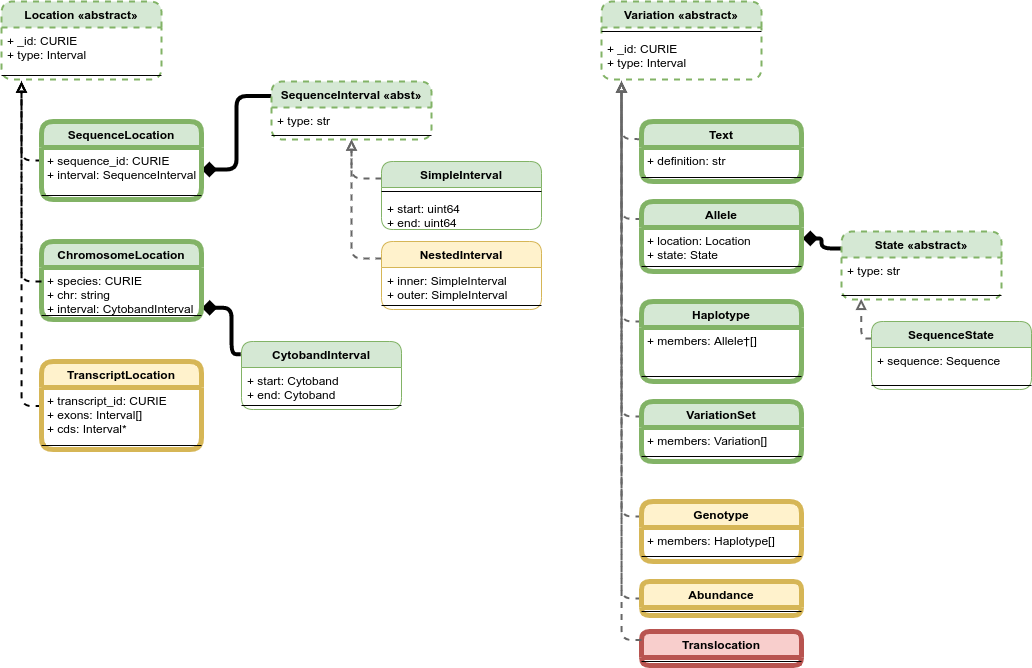 Location «abstract»
+ _id: CURIE
+ type: Interval
SequenceLocation
+ sequence_id: CURIE
+ interval: SequenceInterval
ChromosomeLocation
+ species: CURIE
+ chr: string
+ interval: CytobandInterval
TranscriptLocation
+ transcript_id: CURIE
+ exons: Interval[]
+ cds: Interval*
SequenceInterval «abst»
+ type: str
SimpleInterval
+ start: uint64
+ end: uint64
NestedInterval
+ inner: SimpleInterval
+ outer: SimpleInterval
CytobandInterval
+ start: Cytoband
+ end: Cytoband
Variation «abstract»
+ _id: CURIE
+ type: Interval
Text
+ definition: str
Allele
+ location: Location
+ state: State
State «abstract»
+ type: str
SequenceState
+ sequence: Sequence
Haplotype
+ members: Allele†[]
VariationSet
+ members: Variation[]
Genotype
+ members: Haplotype[]
Abundance
Translocation